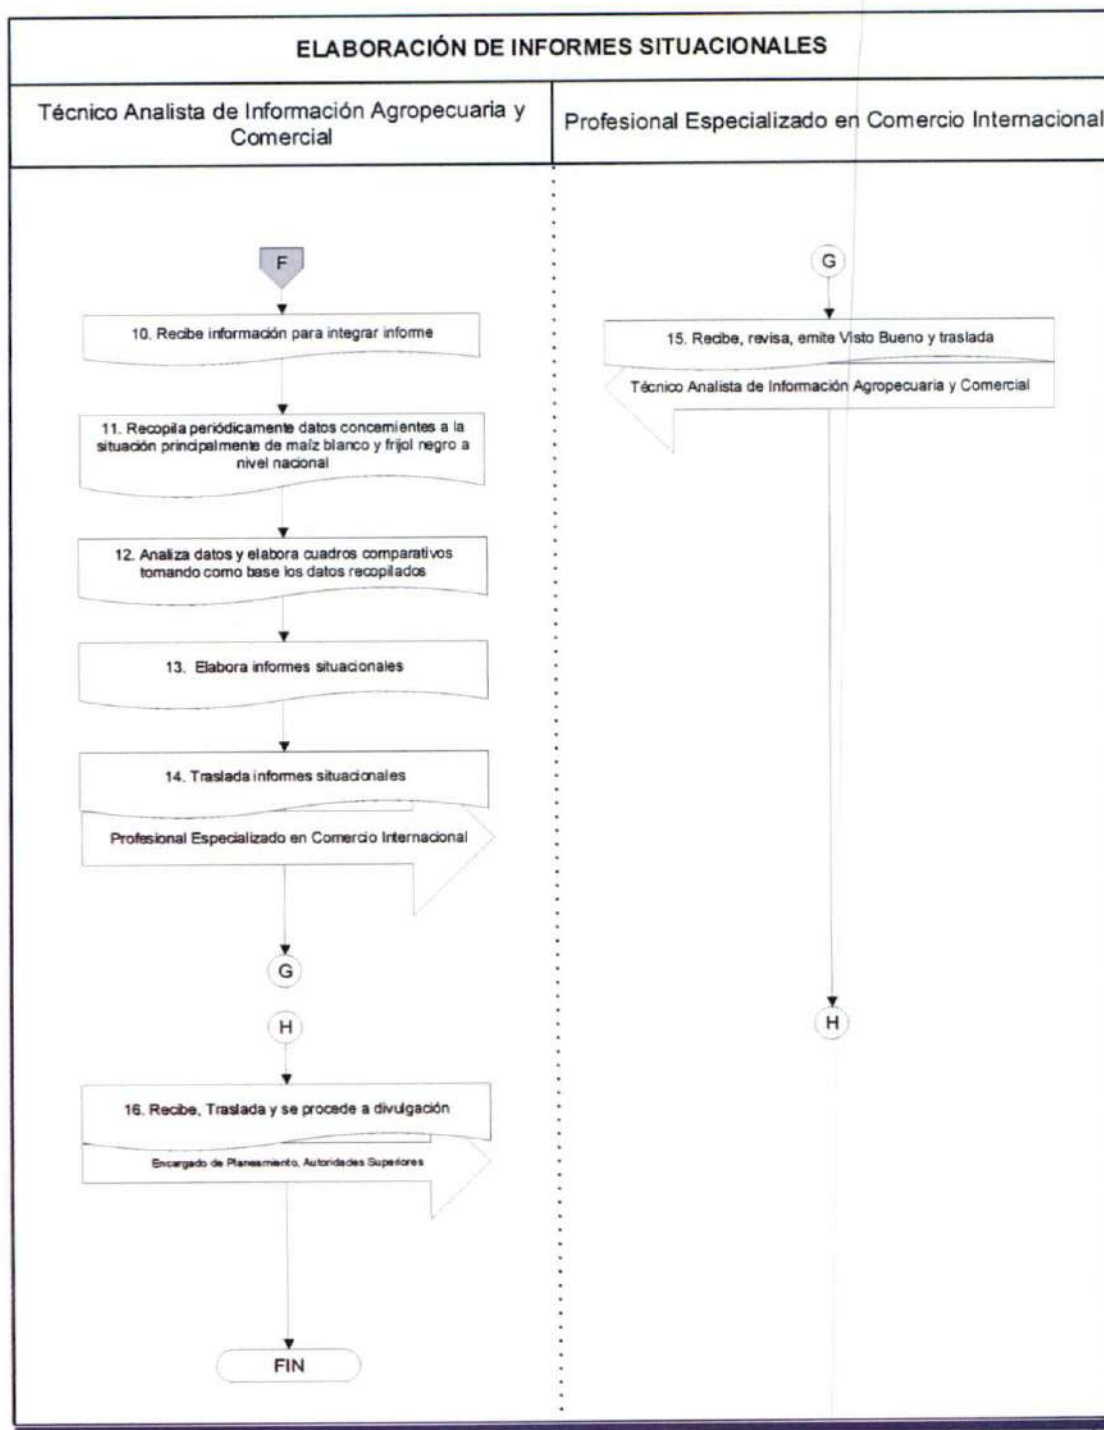 ELABORACIÓN DE INFORMES SITUACIONALES
Técnico Analista de Información Agropecuaria y
Comercial
Profesional Especializado en Comercio Internacional
F
10. Recibe información para integrar informe
11. Recopila periódicamente datos concernientes a la
situación principalmente de maíz blanco y frijol negro a
nivel nacional
12. Analiza datos y elabora cuadros comparativos
tomando como base los datos recopilados
13. Elabora informes situacionales
14. Traslada informes situacionales
Profesional Especializado en Comercio Internacional
G
H
16. Recibe, Traslada y se procede a divulgación
Encargado de Planeamiento, Autoridades Superiores
FIN
G
15. Recibe, revisa, emite Visto Bueno y traslada
Técnico Analista de Información Agropecuaria y Comercial
H